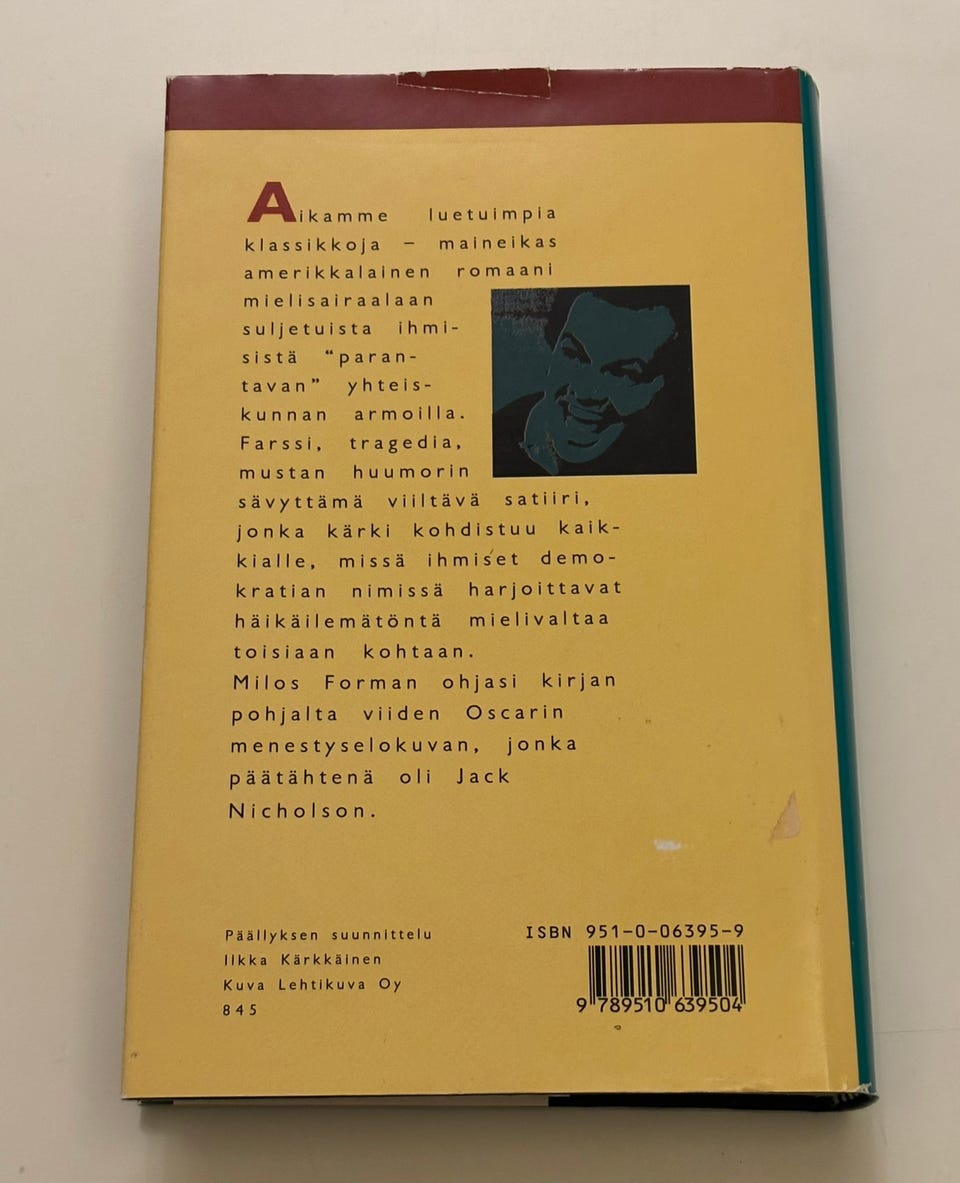 Aikamme luetuimpia
klassikkoja – maineikas
amerikkalainen romaani
mielisairaalaan
suljetuista ihmi-
sistä “paran-
tavan” yhteis-
kunnan armoilla.
Farssi, tragedia,
mustan huumorin
sävyttämä viiltävä satiiri,
jonka kärki kohdistuu kaik-
kialle, missä ihmiset demo-
kratian nimissä harjoittavat
häikäilemätöntä mielivaltaa
toisiaan kohtaan.
Milos Forman ohjasi kirjan
pohjalta viiden Oscarin
menestyselokuvan, jonka
päätähtenä oli Jack
Nicholson.
Päällyksen suunnittelu
Ilkka Kärkkäinen
Kuva Lehtikuva Oy
845
ISBN 951-0-06395-9
9 789510 639504